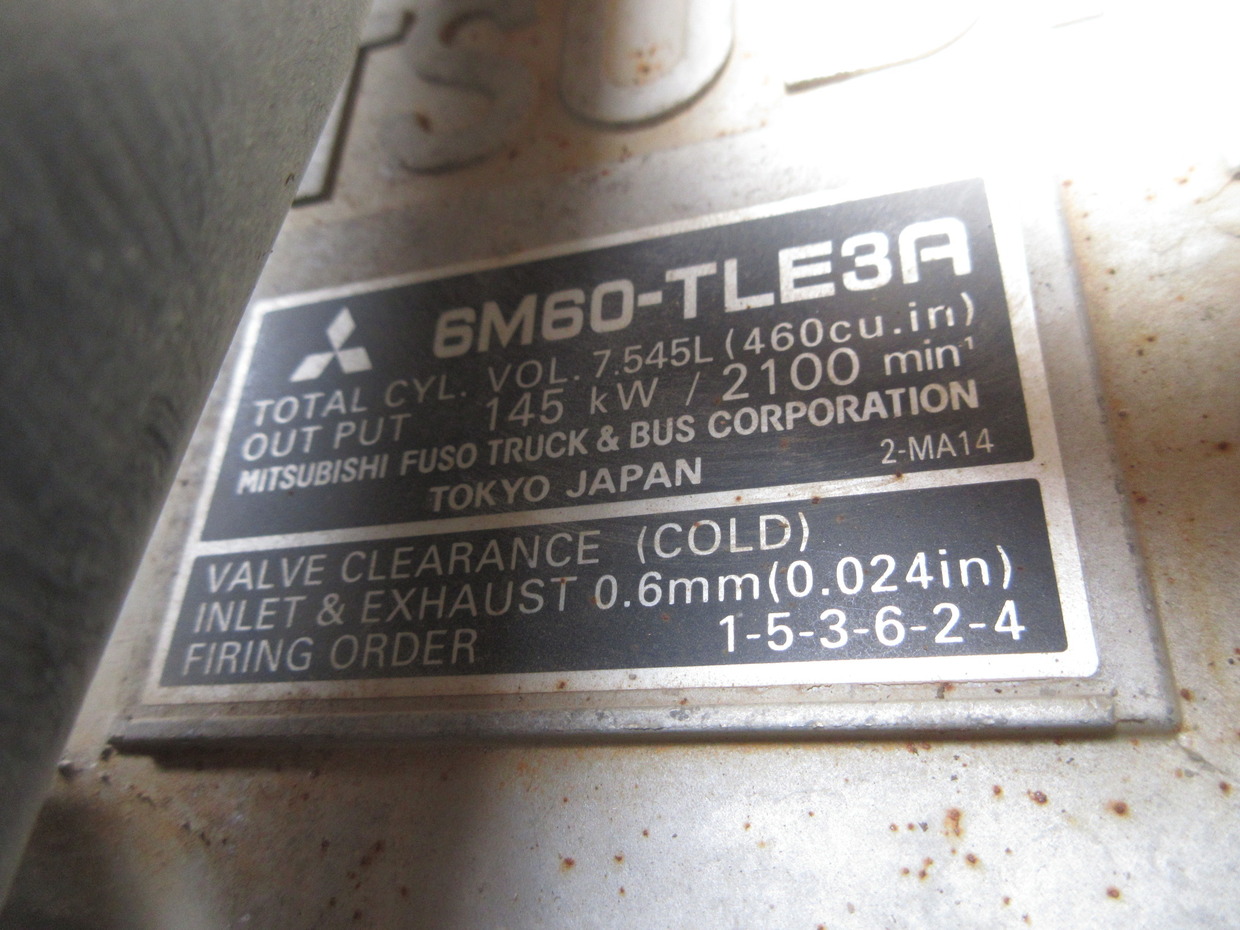 TSU
6M60-TLE3A
TOTAL CYL. VOL. 7.545L (460cu.in)
OUT PUT 145 kW / 2100 min⁻¹
MITSUBISHI FUSO TRUCK & BUS CORPORATION
TOKYO JAPAN 2-MA14
VALVE CLEARANCE (COLD)
INLET & EXHAUST 0.6mm(0.024in)
FIRING ORDER 1-5-3-6-2-4